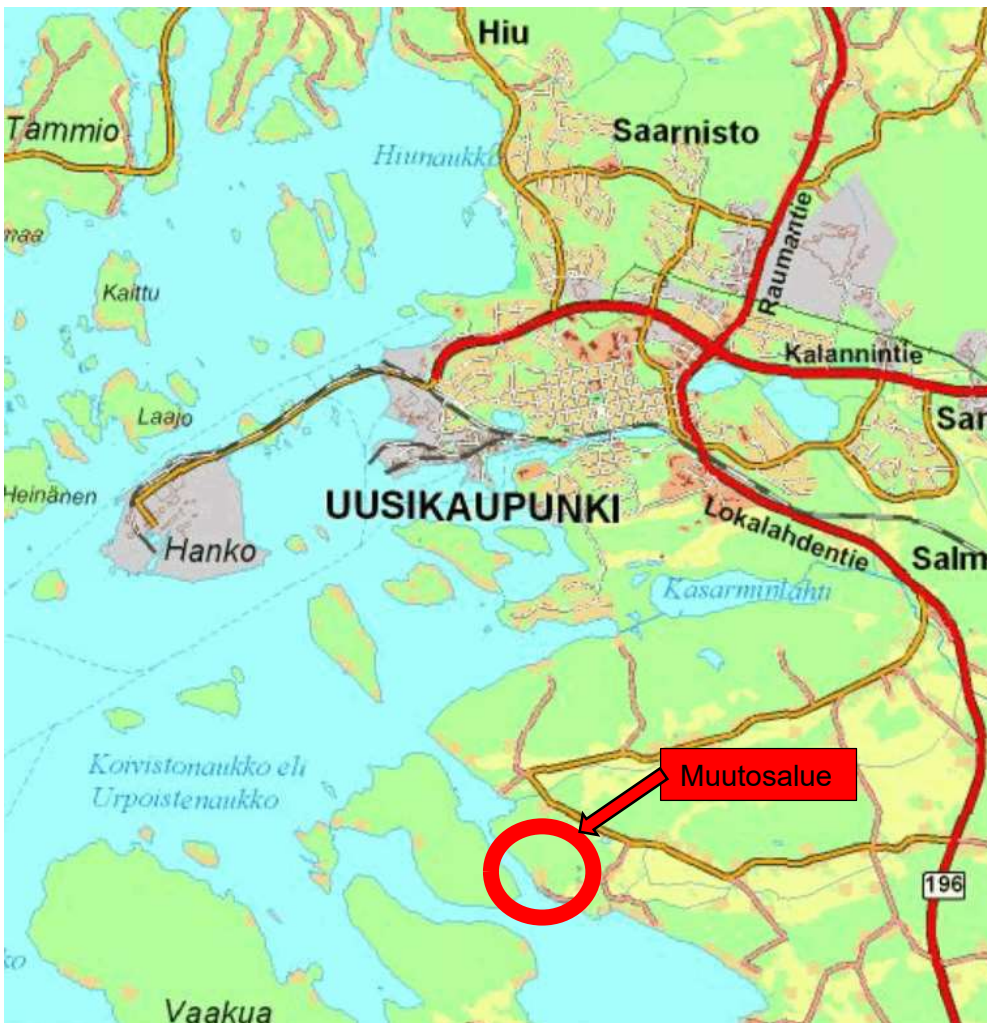 Hiu
Tammio
Saarnisto
Hiunaukko
maa
Raumantie
Kaittu
Kalannintie
Laajo
Sar
Heinänen
UUSIKAUPUNKI
Lokalahdentie
Hanko
Salm
Kasarminlahti
Koivistonaukko eli
Urpoistenaukko
Muutosalue
196
ko
Vaakua